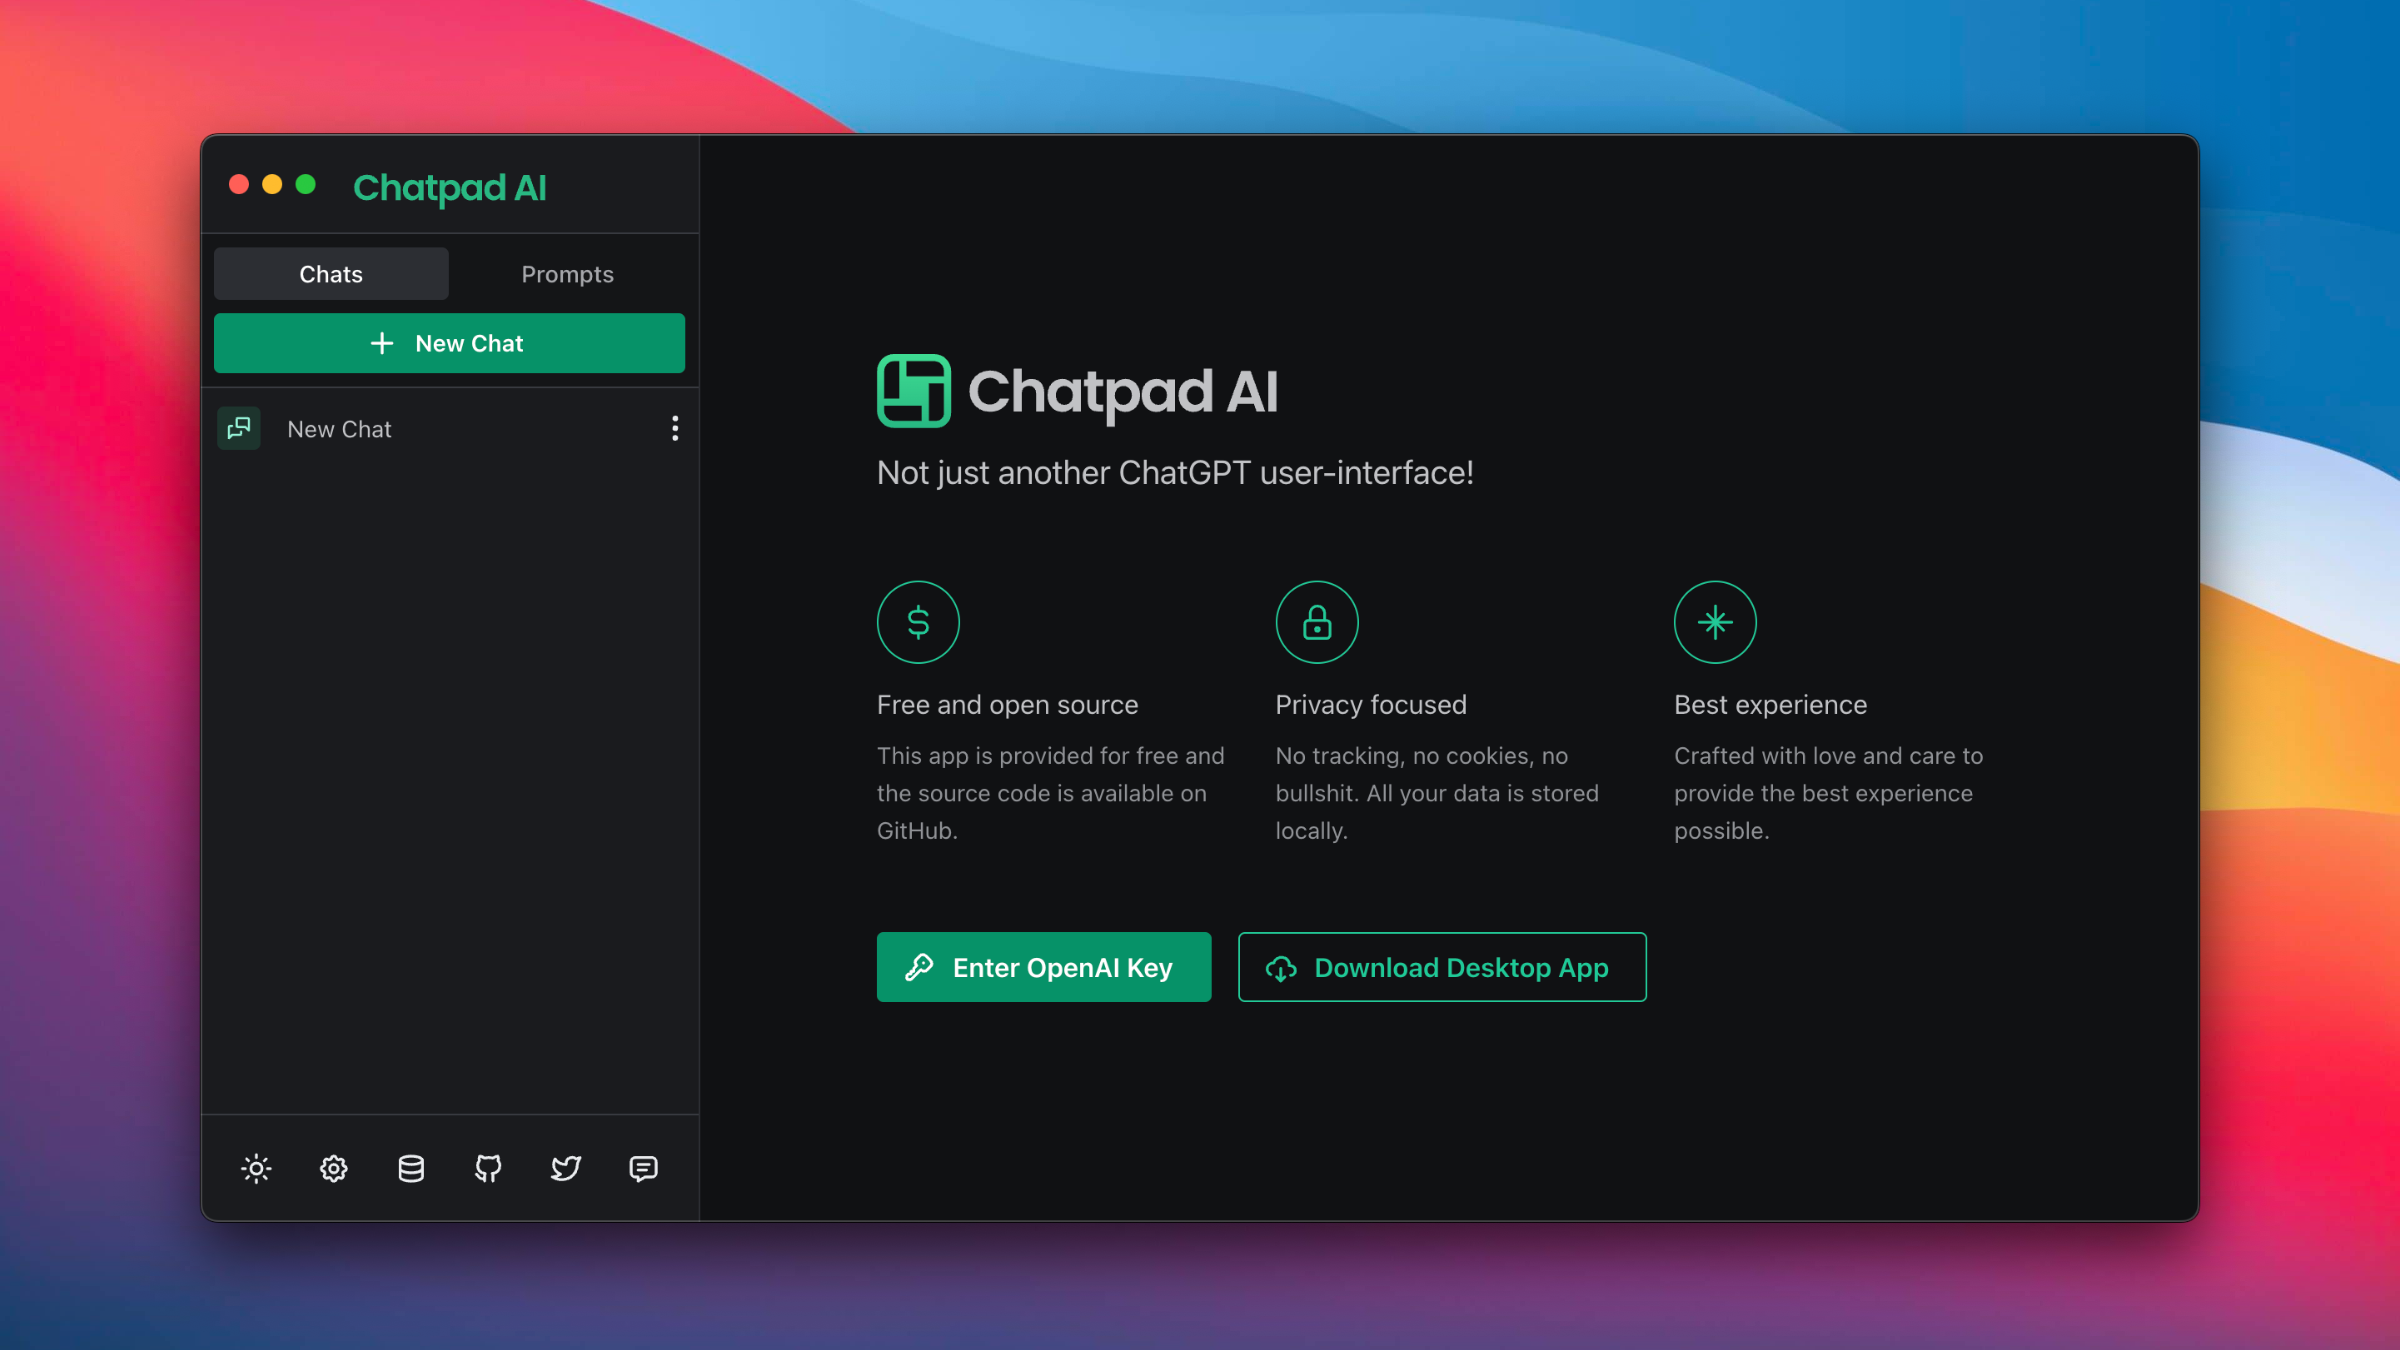 Chatpad AI
Chats
Prompts
New Chat
New Chat
Chatpad AI
Not just another ChatGPT user-interface!
Free and open source
This app is provided for free and
the source code is available on
GitHub.
Privacy focused
No tracking, no cookies, no
bullshit. All your data is stored
locally.
Best experience
Crafted with love and care to
provide the best experience
possible.
Enter OpenAI Key
Download Desktop App